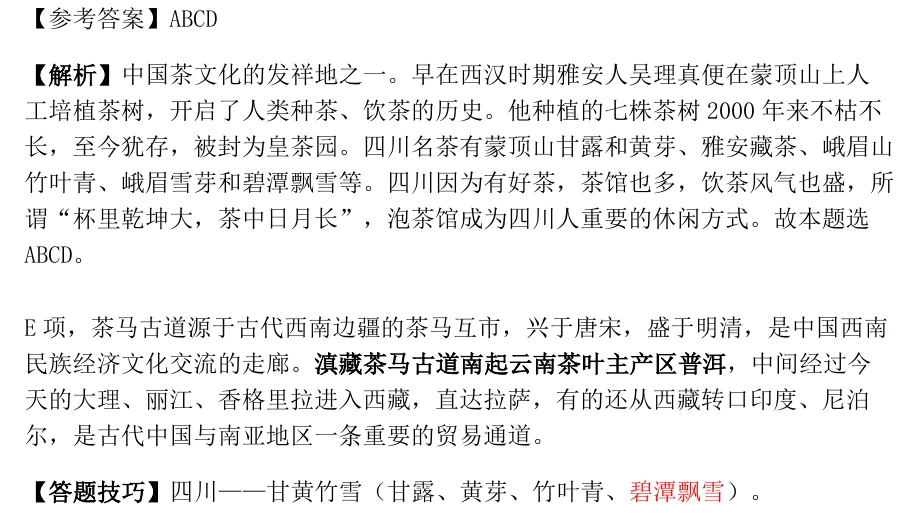 【参考答案】ABCD
【解析】中国茶文化的发祥地之一。早在西汉时期雅安人吴理真便在蒙顶山上人
工培植茶树，开启了人类种茶、饮茶的历史。他种植的七株茶树 2000 年来不枯不
长，至今犹存，被封为皇茶园。四川名茶有蒙顶山甘露和黄芽、雅安藏茶、峨眉山
竹叶青、峨眉雪芽和碧潭飘雪等。四川因为有好茶，茶馆也多，饮茶风气也盛，所
谓“杯里乾坤大，茶中日月长”，泡茶馆成为四川人重要的休闲方式。故本题选
ABCD。
E 项，茶马古道源于古代西南边疆的茶马互市，兴于唐宋，盛于明清，是中国西南
民族经济文化交流的走廊。滇藏茶马古道南起云南茶叶主产区普洱，中间经过今
天的大理、丽江、香格里拉进入西藏，直达拉萨，有的还从西藏转口印度、尼泊
尔，是古代中国与南亚地区一条重要的贸易通道。
【答题技巧】四川——甘黄竹雪（甘露、黄芽、竹叶青、碧潭飘雪）。